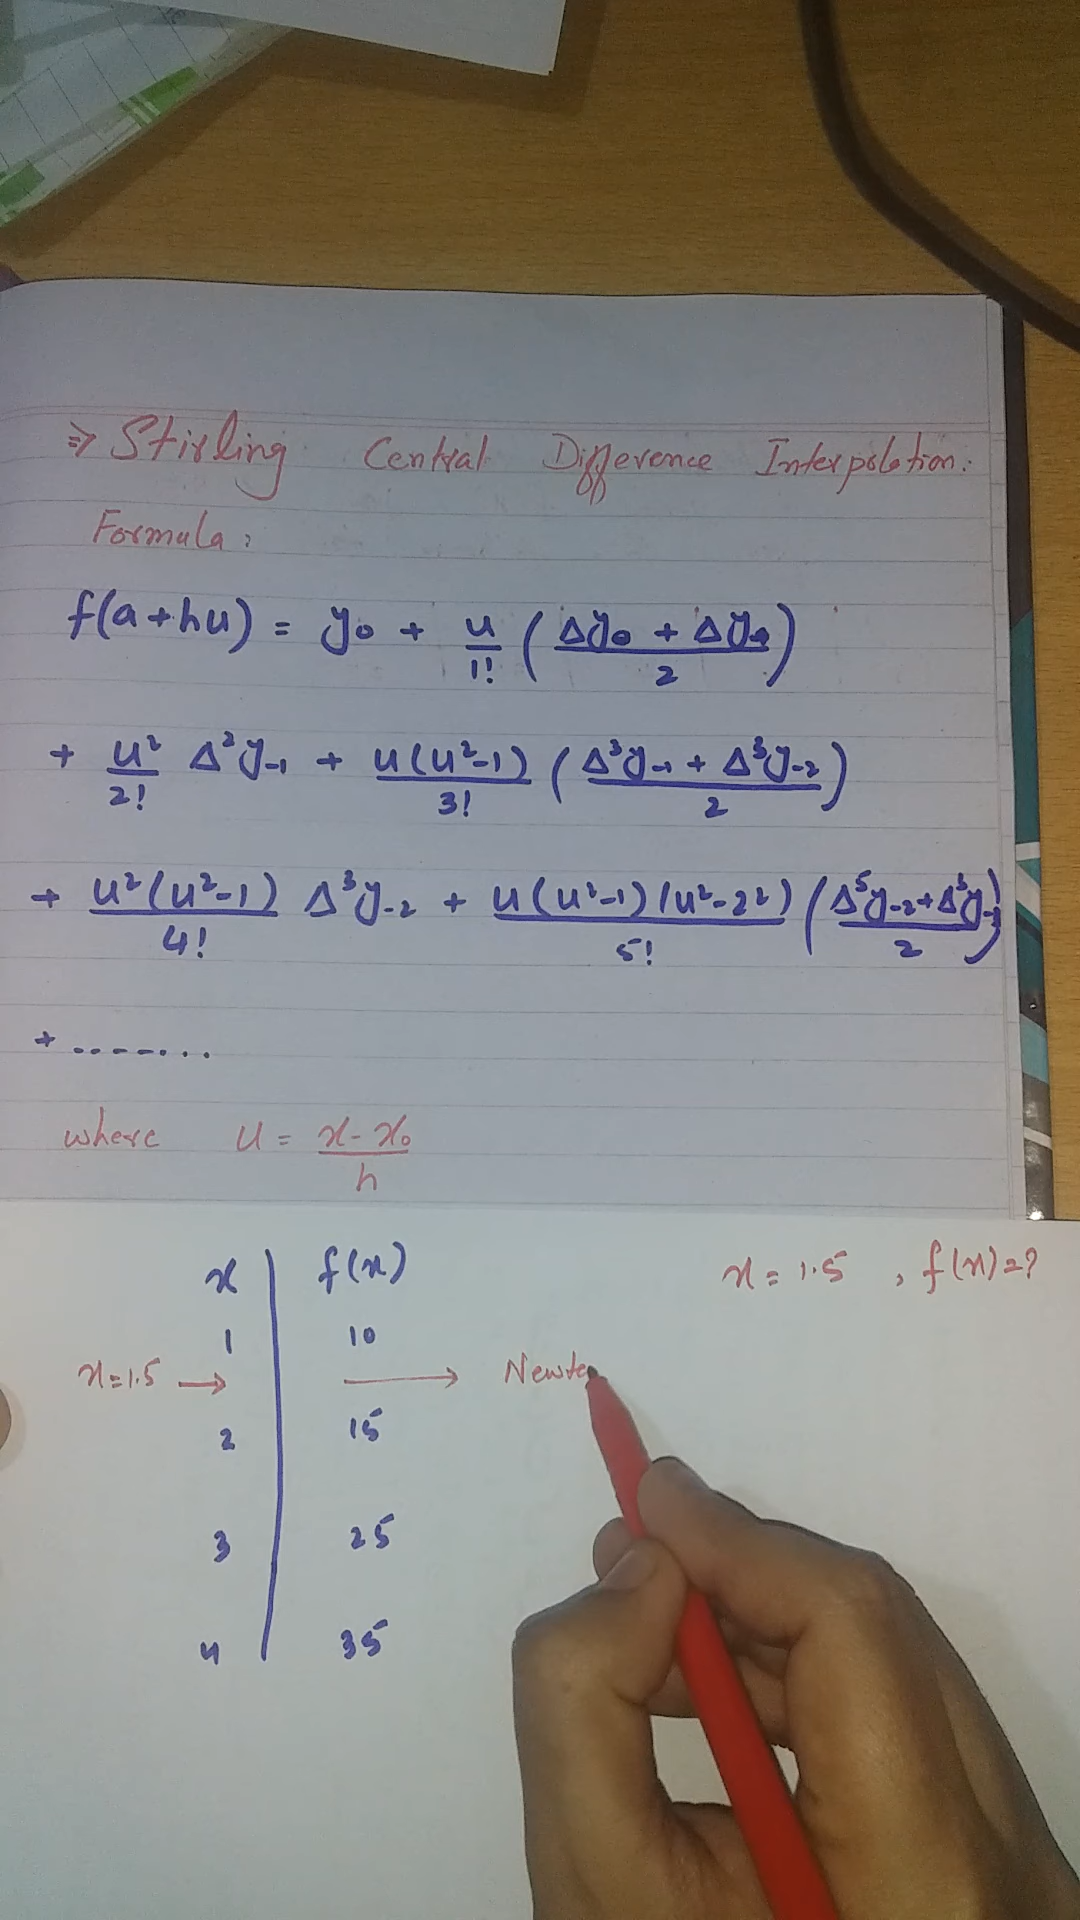 ⇒ Stirling Central Difference Interpolation.
Formula:
f(a+hu) = y₀ + u/1! (Δy₀ + Δy₋₁)/2
+ u²/2! Δ²y₋₁ + u(u²-1)/3! (Δ³y₋₁ + Δ³y₋₂)/2
+ u²(u²-1)/4! Δ³y₋₂ + u(u²-1)(u²-2²)/5! (Δ⁵y₋₂+Δ⁵y₋₃)/2
+ .......
where u = x-x₀/h
x f(x) x=1.5 , f(x)=?
1 10
x=1.5 → → Newto
2 15
3 25
4 35